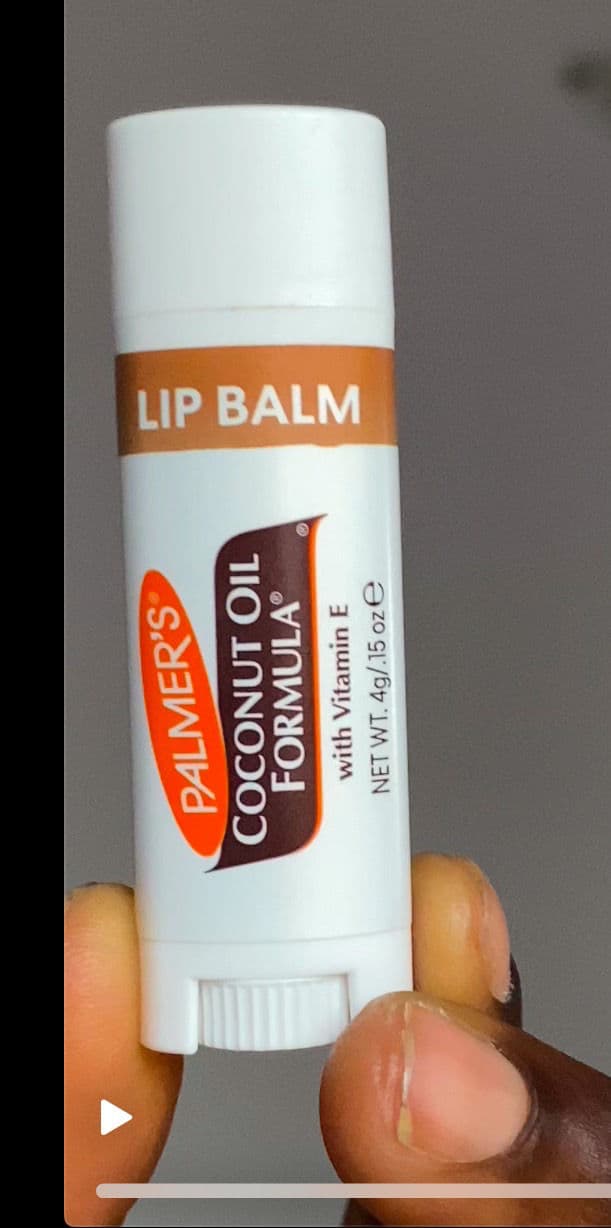 LIP BALM
PALMER'S®
COCONUT OIL
FORMULA®
®
with Vitamin E
NET WT. 4g/.15 oz ℮